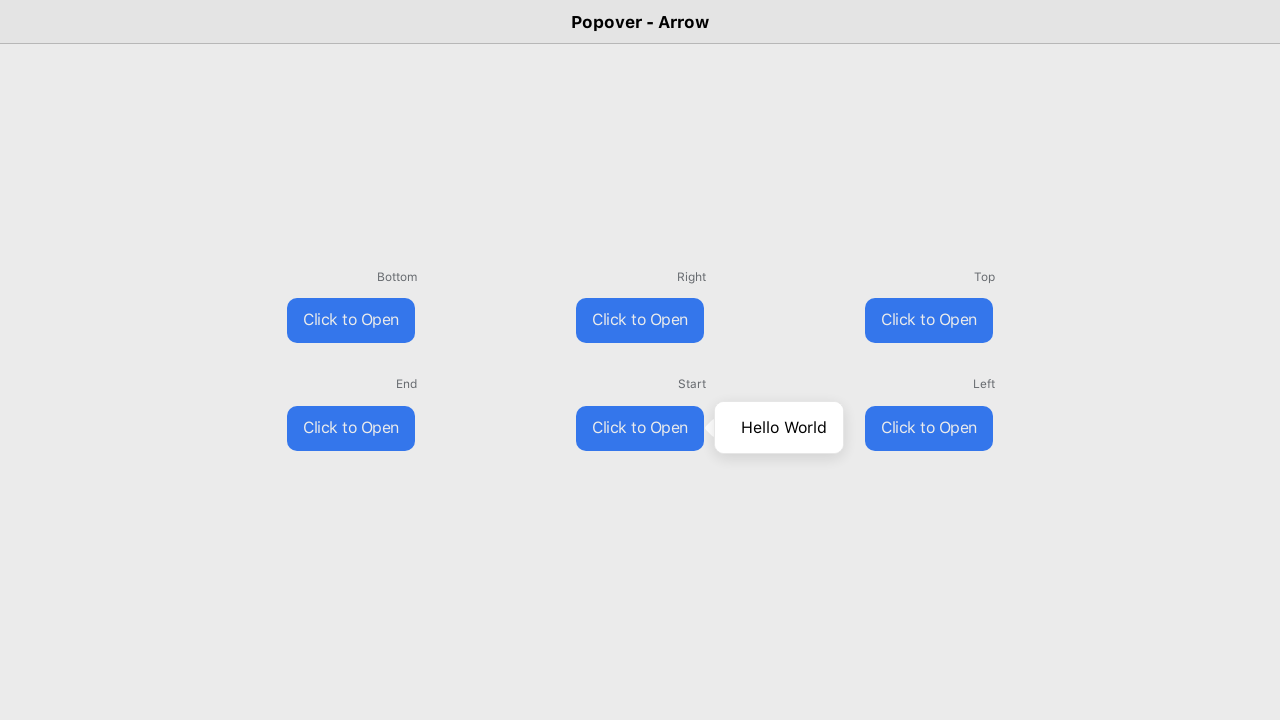 Popover - Arrow
Bottom
Right
Top
Click to Open
Click to Open
Click to Open
End
Start
Left
Click to Open
Click to Open
Hello World
Click to Open